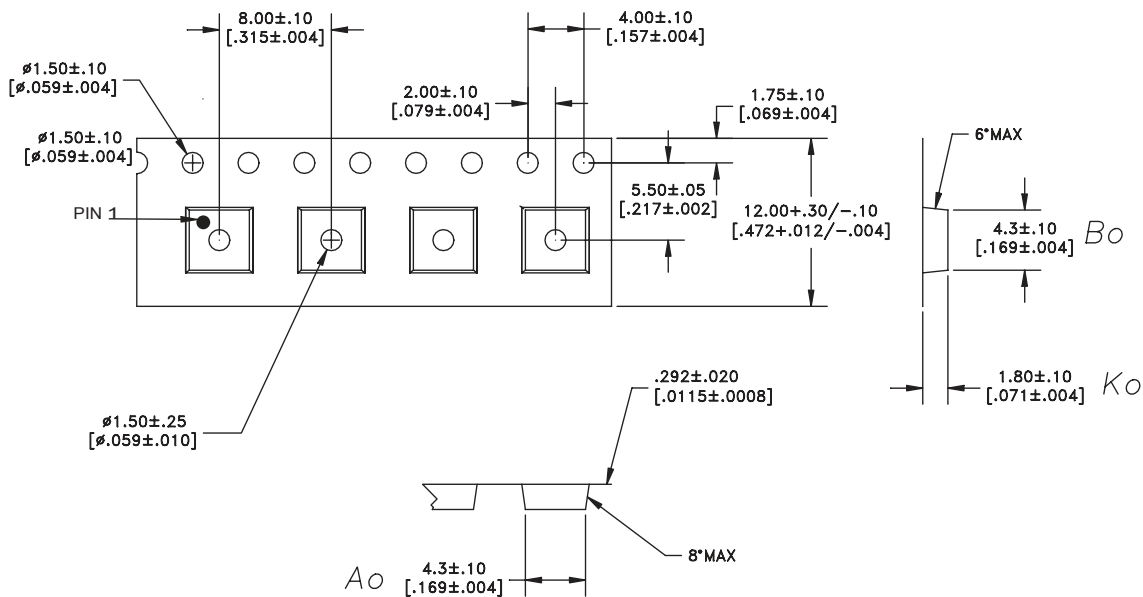 8.00±.10
[.315±.004]
4.00±.10
[.157±.004]
ø1.50±.10
[ø.059±.004]
2.00±.10
[.079±.004]
1.75±.10
[.069±.004]
ø1.50±.10
[ø.059±.004]
6°MAX
PIN 1
5.50±.05
[.217±.002]
12.00+.30/-.10
[.472+.012/-.004]
4.3±.10
[.169±.004]
Bo
.292±.020
[.0115±.0008]
1.80±.10
[.071±.004]
Ko
ø1.50±.25
[ø.059±.010]
8°MAX
Ao
4.3±.10
[.169±.004]